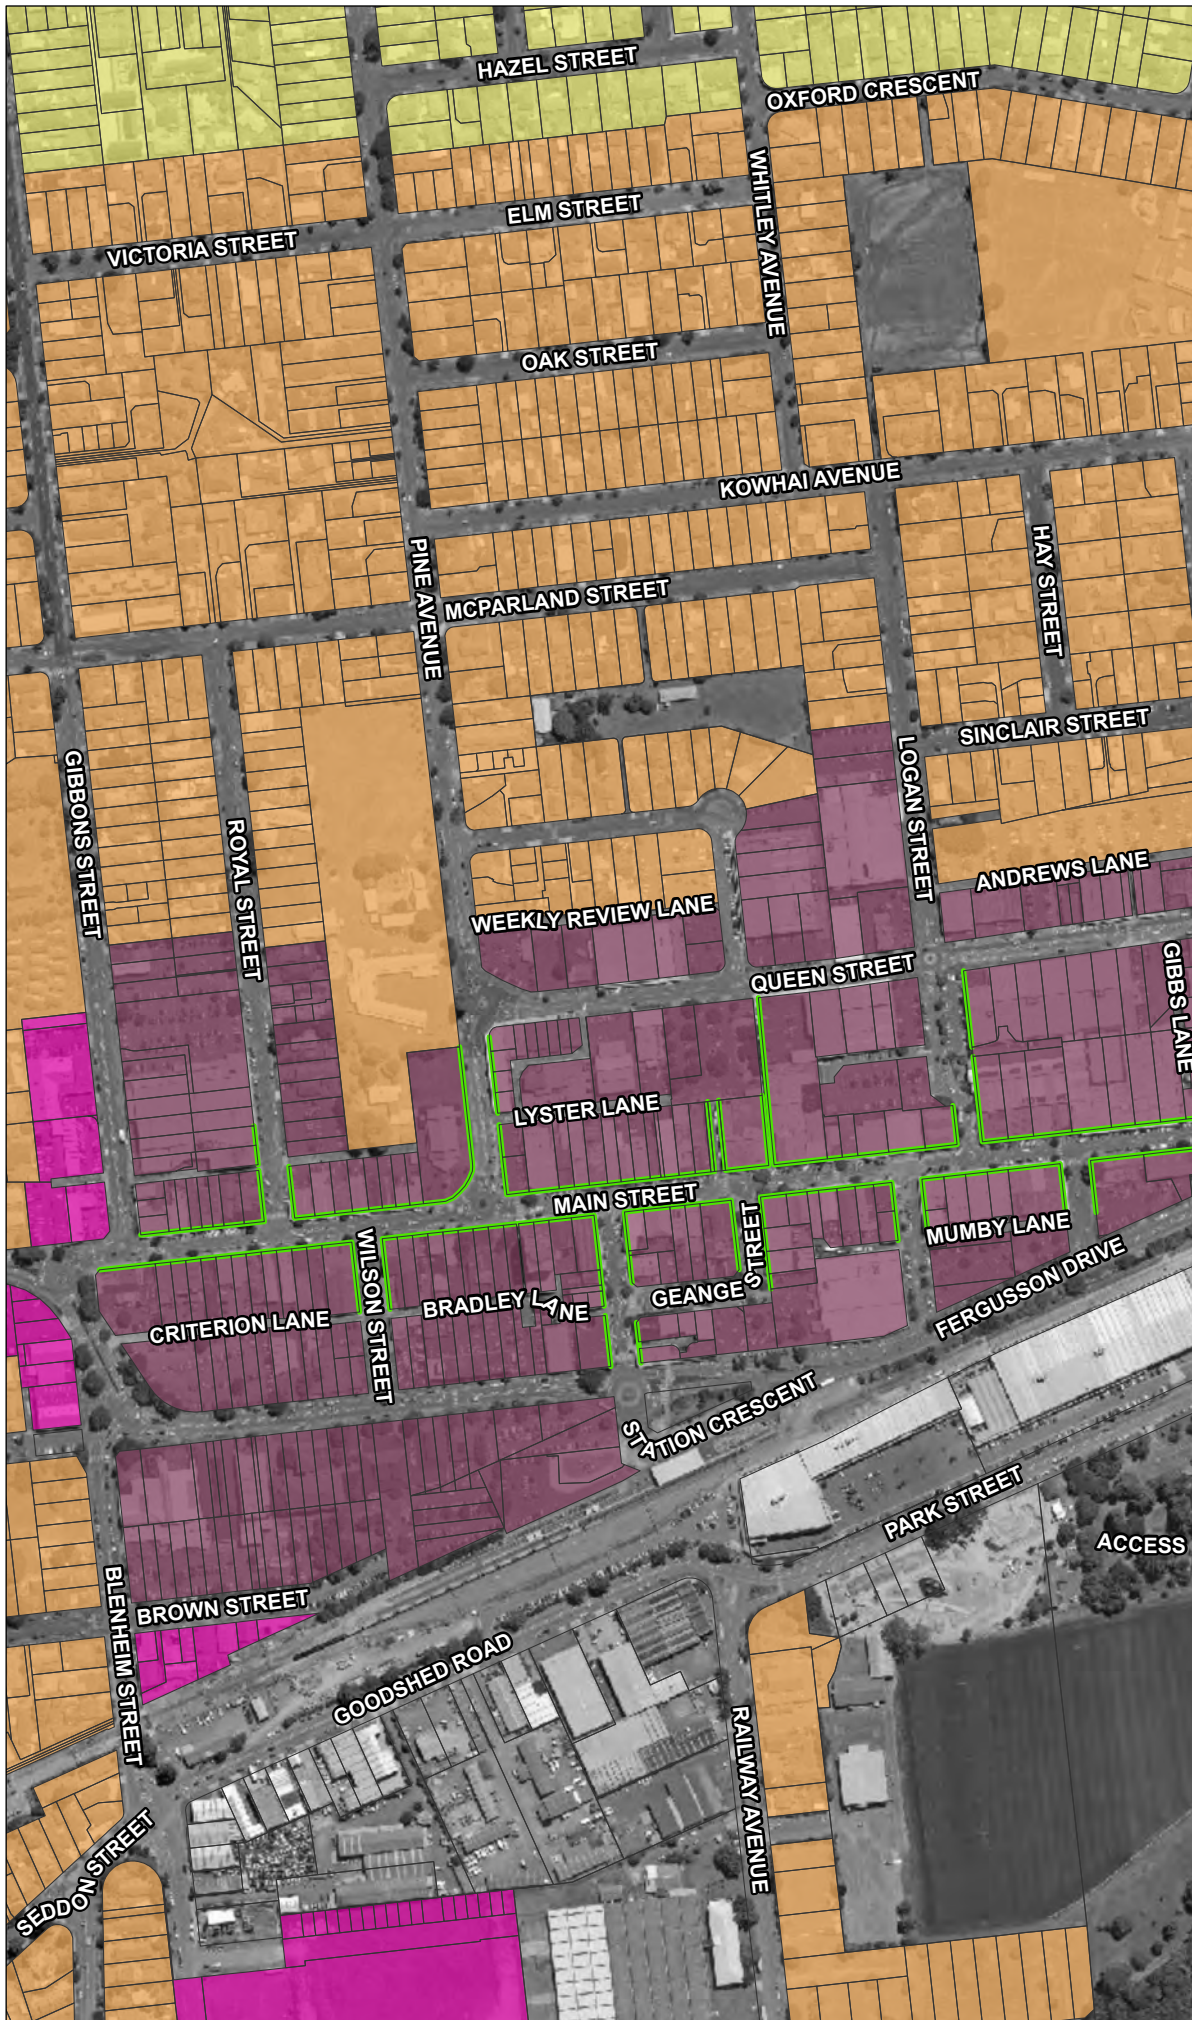 HAZEL STREET
OXFORD CRESCENT
WHITLEY AVENUE
ELM STREET
VICTORIA STREET
OAK STREET
KOWHAI AVENUE
HAY STREET
PINE AVENUE
MCPARLAND STREET
SINCLAIR STREET
LOGAN STREET
GIBBONS STREET
ROYAL STREET
ANDREWS LANE
WEEKLY REVIEW LANE
QUEEN STREET
GIBBS LANE
LYSTER LANE
MAIN STREET
MUMBY LANE
WILSON STREET
GEANGE STREET
FERGUSSON DRIVE
BRADLEY LANE
CRITERION LANE
STATION CRESCENT
PARK STREET
ACCESS
BLENHEIM STREET
BROWN STREET
GOODSHED ROAD
RAILWAY AVENUE
SEDDON STREET